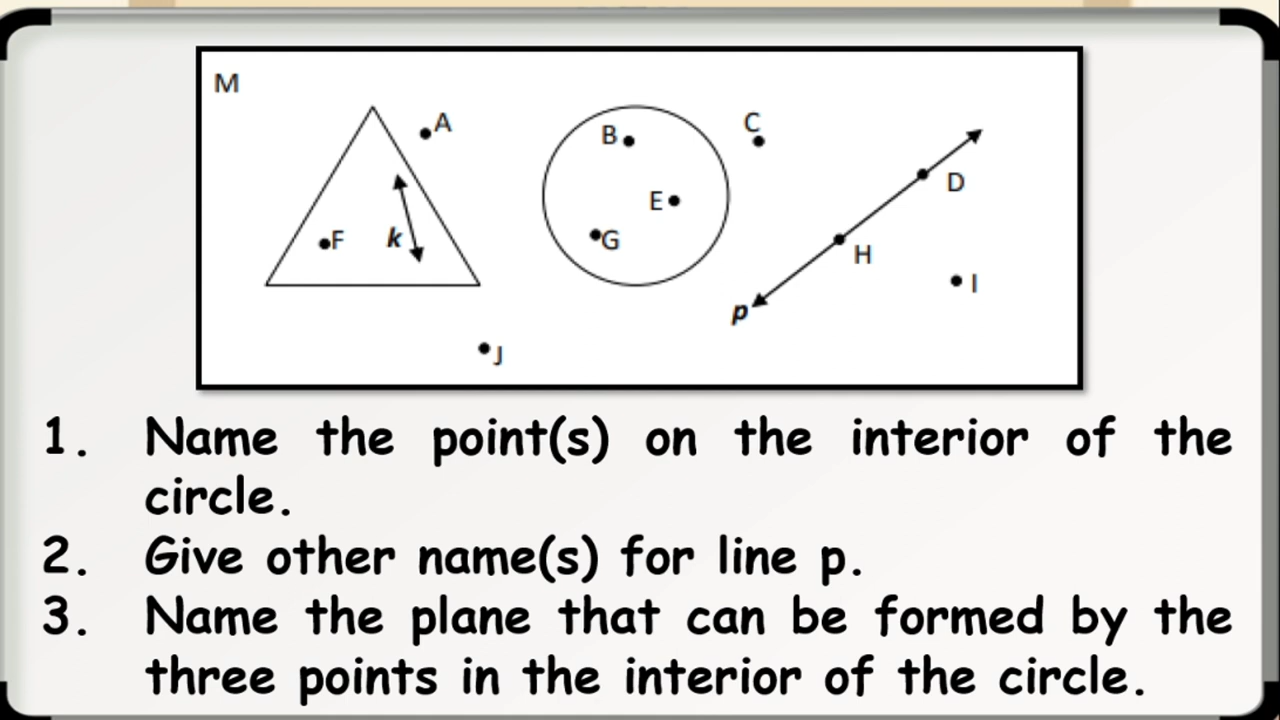 M
A
B
C
D
E
F
k
G
H
p
I
J
1. Name the point(s) on the interior of the
circle.
2. Give other name(s) for line p.
3. Name the plane that can be formed by the
three points in the interior of the circle.